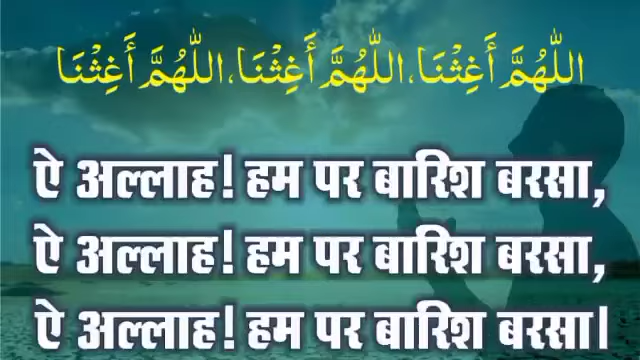 اللّٰهُمَّ أَغِثْنَا،اللّٰهُمَّ أَغِثْنَا،اللّٰهُمَّ أَغِثْنَا
ऐ अल्लाह! हम पर बारिश बरसा,
ऐ अल्लाह! हम पर बारिश बरसा,
ऐ अल्लाह! हम पर बारिश बरसा।